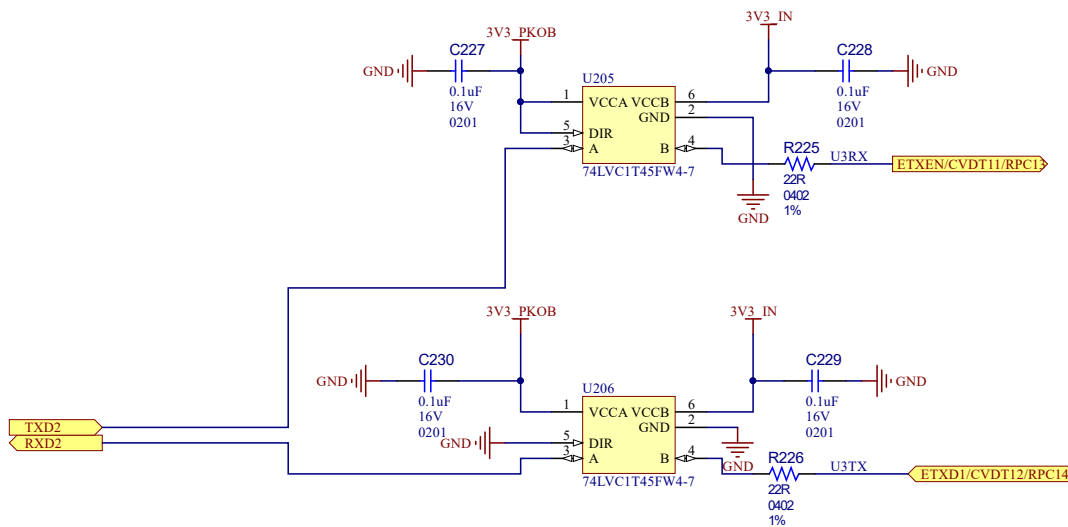 3V3_PKOB
3V3_IN
C227
C228
GND
GND
U205
0.1uF
16V
0201
0.1uF
16V
0201
1
VCCA
VCCB
6
GND
2
5
DIR
3
A
B
4
R225
U3RX
ETXEN/CVDT11/RPC13
74LVC1T45FW4-7
22R
0402
1%
GND
3V3_PKOB
3V3_IN
C230
C229
GND
GND
U206
0.1uF
16V
0201
0.1uF
16V
0201
1
VCCA
VCCB
6
GND
2
TXD2
RXD2
GND
5
DIR
3
A
B
4
GND
R226
U3TX
ETXD1/CVDT12/RPC14
74LVC1T45FW4-7
22R
0402
1%